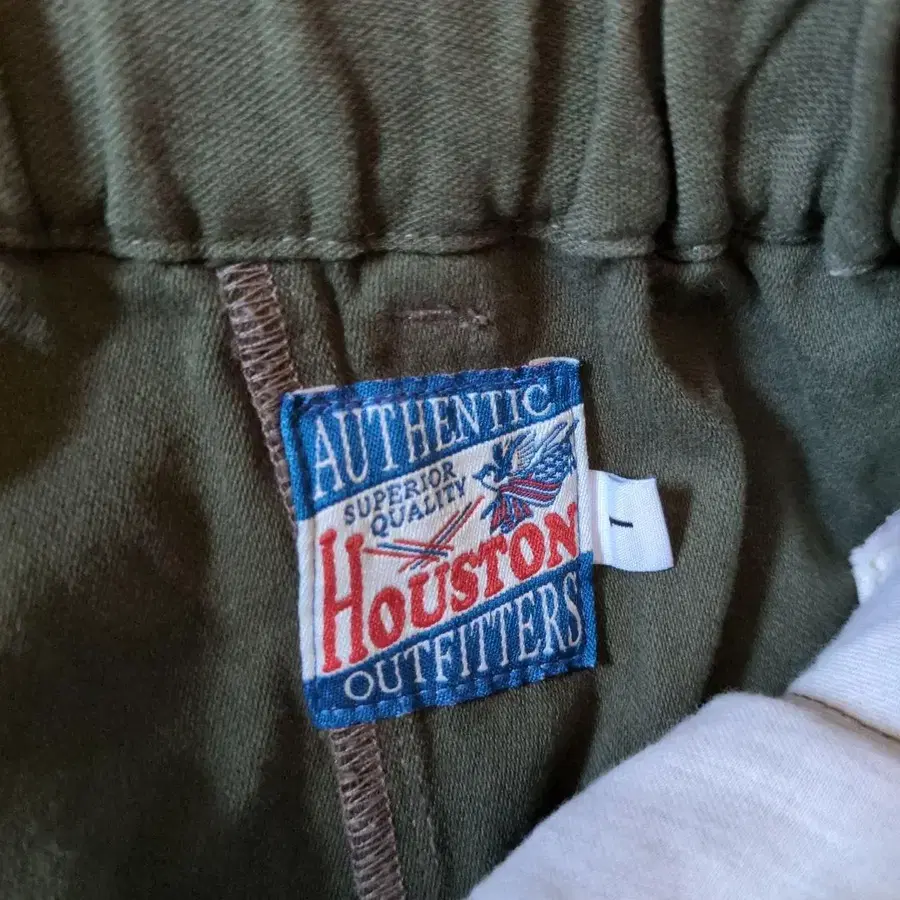 AUTHENTIC
SUPERIOR
QUALITY
HOUSTON
OUTFITTERS